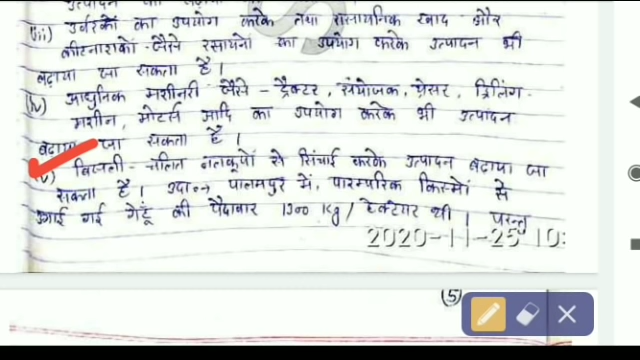 (iii) उर्वरकों का उपयोग करके तथा रासायनिक खाद और
कीटनाशकों जैसे रसायनों का उपयोग करके उत्पादन भी
बढ़ाया जा सकता है।
(iv) आधुनिक मशीनरी जैसे - ट्रैक्टर, संयोजक, थ्रेसर, ड्रिलिंग
मशीन, मोटर्स आदि का उपयोग करके भी उत्पादन
बढ़ाया जा सकता है।
(v) बिजली - चलित नलकूपों से सिंचाई करके उत्पादन बढ़ाया जा
सकता है। उदा०→ पालमपुर में, पारम्परिक किस्मों से
उगाई गई गेहूँ की पैदावार 1300 kg/हेक्टेयर थी। परन्तु
2020-11-25 10:
(5)